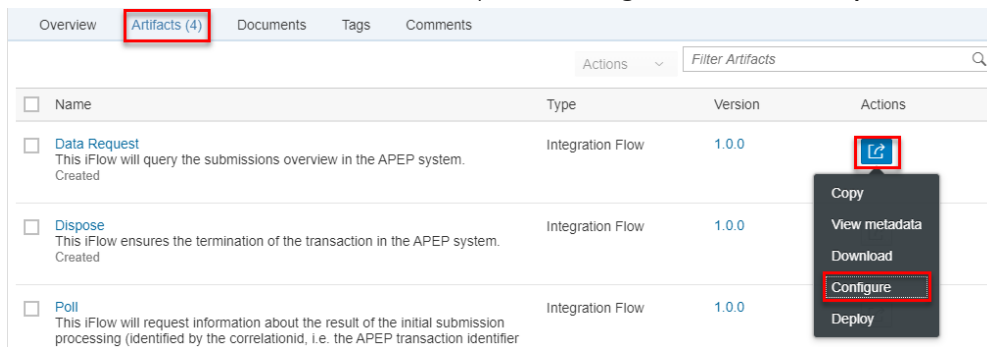 Overview Artifacts (4) Documents Tags Comments
Actions Filter Artifacts
Name Type Version Actions
Data Request Integration Flow 1.0.0
This iFlow will query the submissions overview in the APEP system.
Created
Copy
View metadata
Download
Configure
Deploy
Dispose Integration Flow 1.0.0
This iFlow ensures the termination of the transaction in the APEP system.
Created
Poll Integration Flow 1.0.0
This iFlow will request information about the result of the initial submission
processing (identified by the correlationid, i.e. the APEP transaction identifier